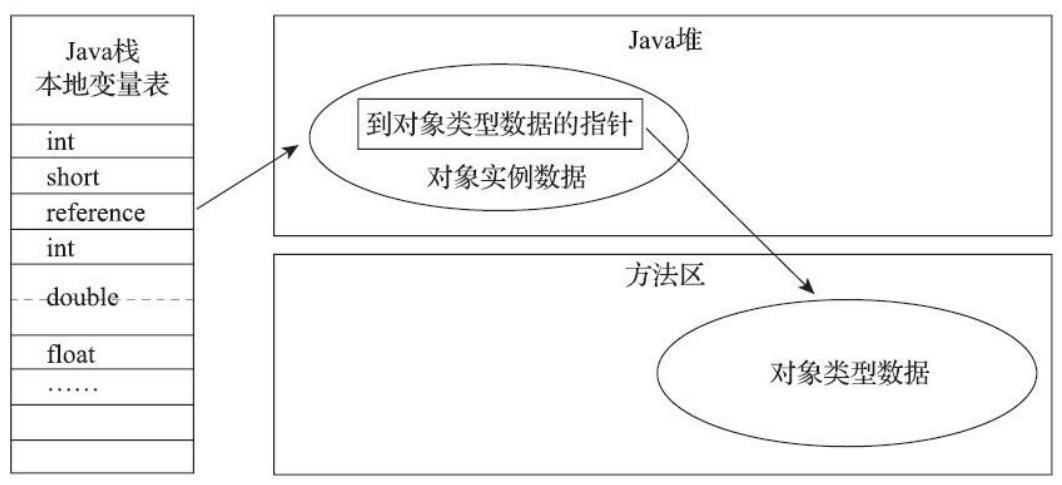 Java栈
本地变量表
int
short
reference
int
double
float
……
Java堆
到对象类型数据的指针
对象实例数据
方法区
对象类型数据